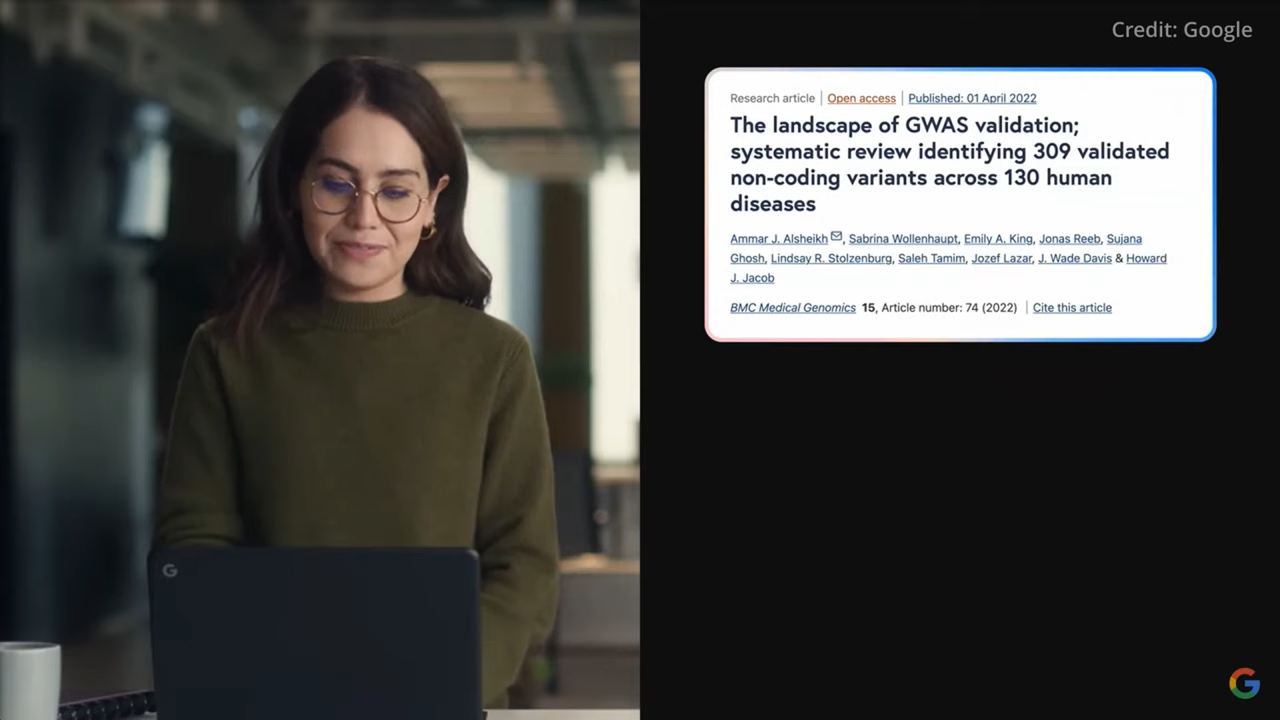 Credit: Google
Research article | Open access | Published: 01 April 2022
The landscape of GWAS validation;
systematic review identifying 309 validated
non-coding variants across 130 human
diseases
Ammar J. Alsheikh, Sabrina Wollenhaupt, Emily A. King, Jonas Reeb, Sujana
Ghosh, Lindsay R. Stolzenburg, Saleh Tamim, Jozef Lazar, J. Wade Davis & Howard
J. Jacob
BMC Medical Genomics 15, Article number: 74 (2022) | Cite this article
G
G